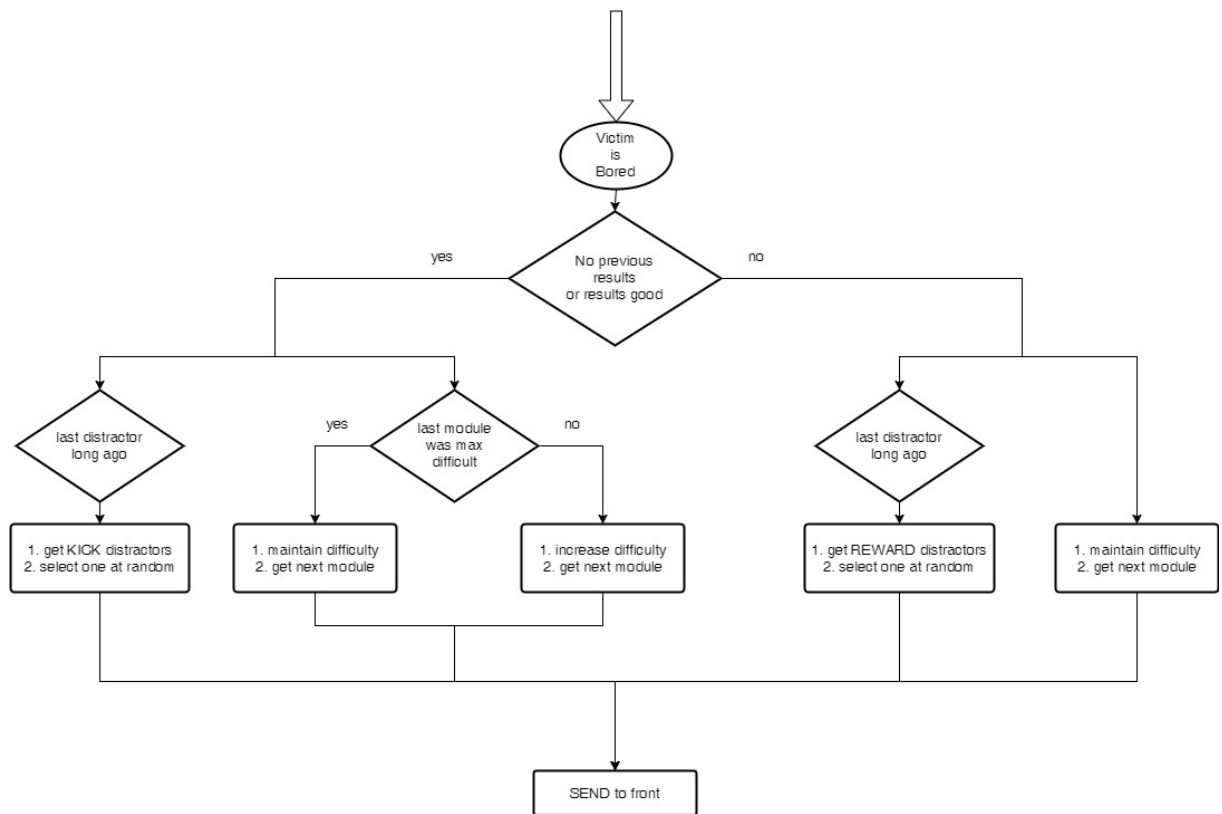 Victim
is
Bored
yes
No previous
results
or results good
no
last distractor
long ago
yes
last module
was max
difficult
no
last distractor
long ago
1. get KICK distractors
2. select one at random
1. maintain difficulty
2. get next module
1. increase difficulty
2. get next module
1. get REWARD distractors
2. select one at random
1. maintain difficulty
2. get next module
SEND to front